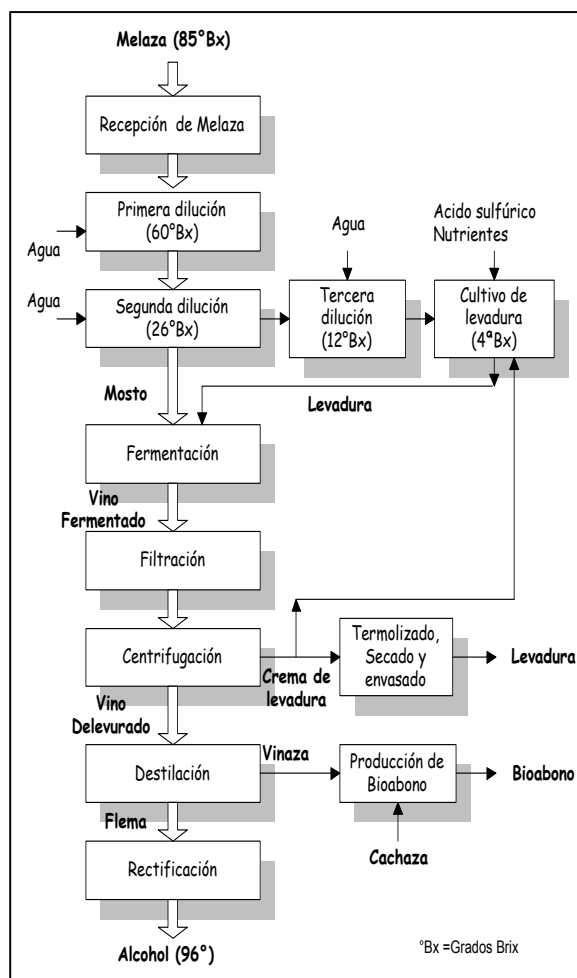 Melaza (85°Bx)
Recepción de Melaza
Primera dilución
(60°Bx)
Agua
Agua
Segunda dilución
(26°Bx)
Agua
Tercera
dilución
(12°Bx)
Acido sulfúrico
Nutrientes
Cultivo de
levadura
(4ªBx)
Mosto
Levadura
Fermentación
Vino
Fermentado
Filtración
Centrifugación
Crema de
levadura
Termolizado,
Secado y
envasado
Levadura
Vino
Delevurado
Destilación
Vinaza
Producción de
Bioabono
Bioabono
Cachaza
Flema
Rectificación
Alcohol (96°)
°Bx =Grados Brix